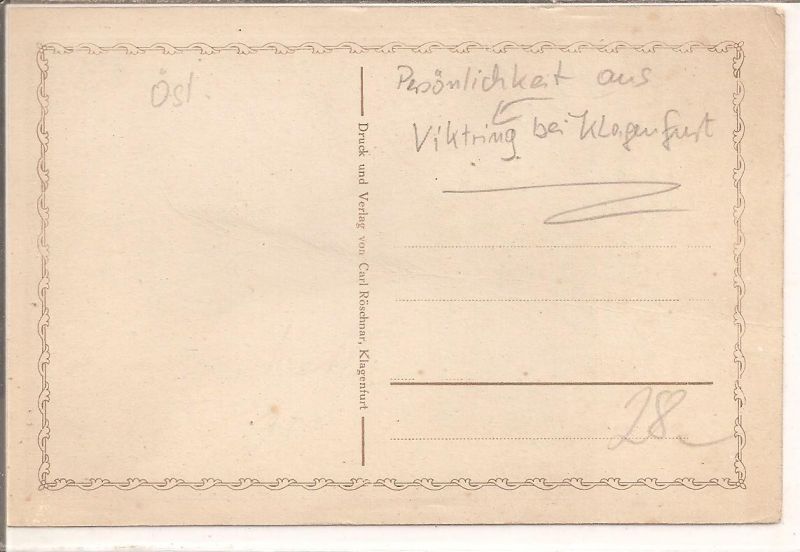 Öst.
Persönlichkeit aus
Viktring bei Klagenfurt
Druck und Verlag von Carl Röschnar, Klagenfurt
28